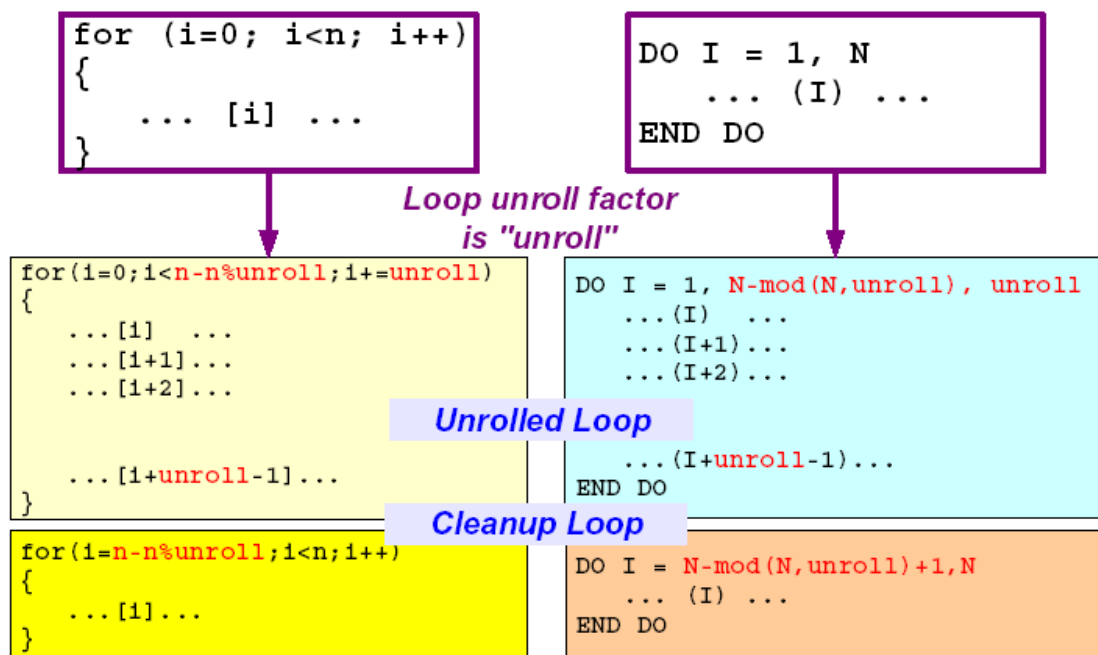 for (i=0; i<n; i++)
{
... [i] ...
}
DO I = 1, N
... (I) ...
END DO
Loop unroll factor
is "unroll"
for(i=0;i<n-n%unroll;i+=unroll)
{
...[i] ...
...[i+1]...
...[i+2]...
...[i+unroll-1]...
}
DO I = 1, N-mod(N,unroll), unroll
...(I) ...
...(I+1)...
...(I+2)...
...(I+unroll-1)...
END DO
Unrolled Loop
Cleanup Loop
for(i=n-n%unroll;i<n;i++)
{
...[i]...
}
DO I = N-mod(N,unroll)+1,N
... (I) ...
END DO